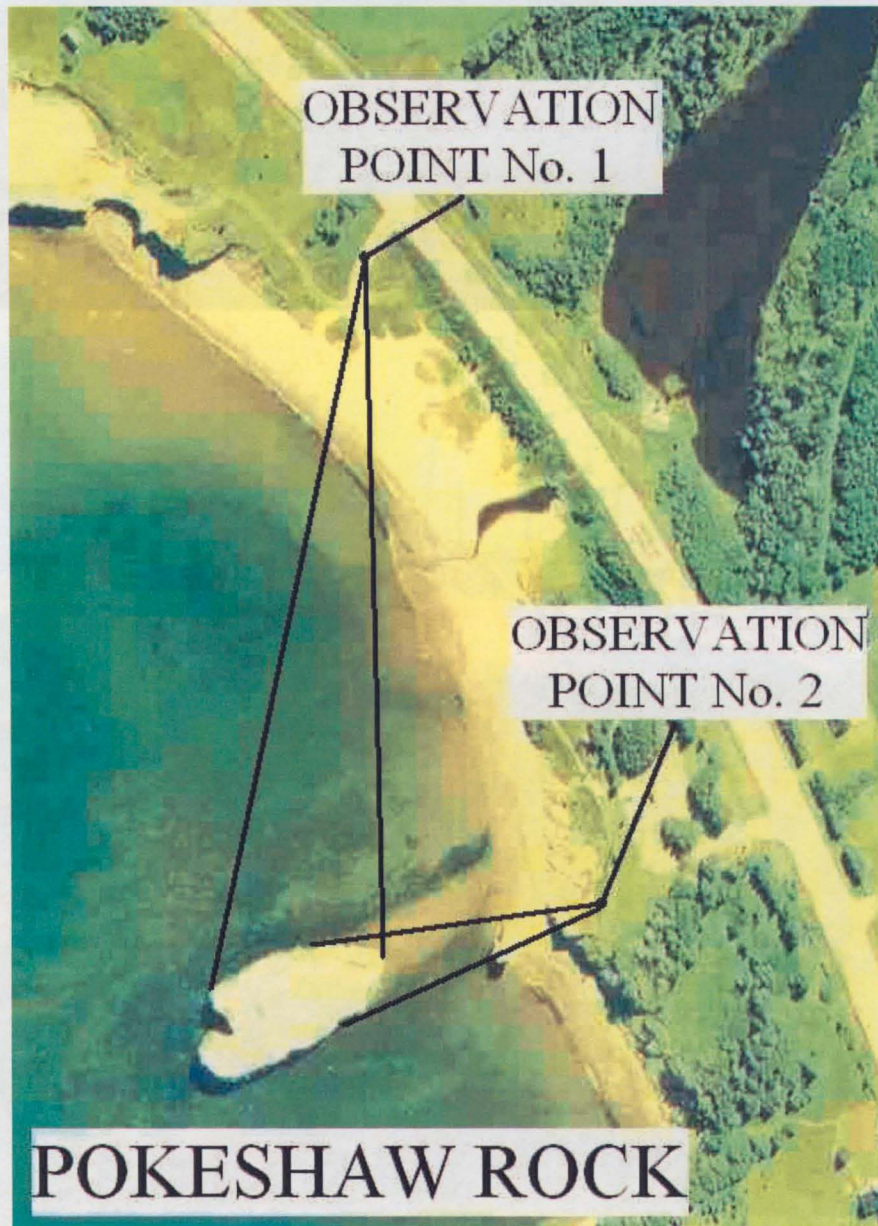 OBSERVATION
POINT No. 1
OBSERVATION
POINT No. 2
POKESHAW ROCK